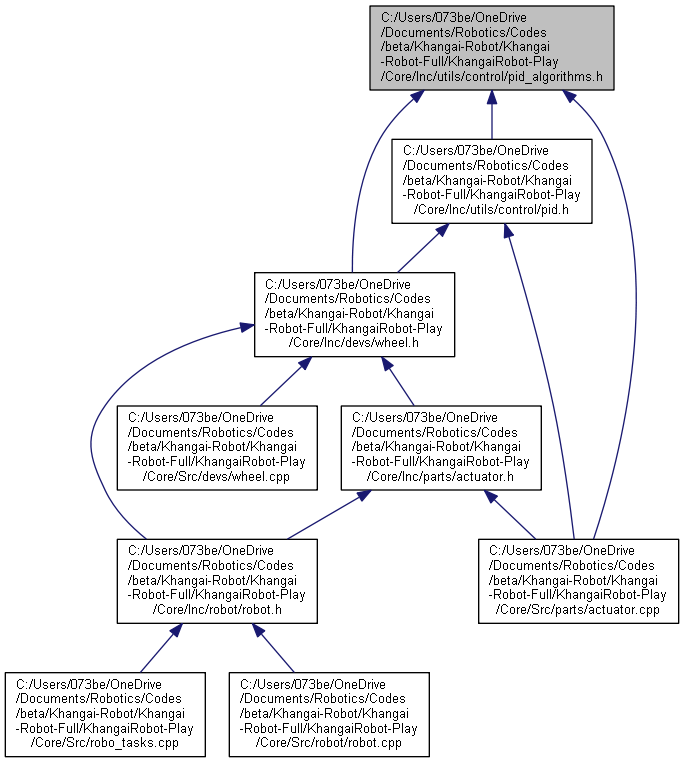 C:/Users/073be/OneDrive
/Documents/Robotics/Codes
/beta/Khangai-Robot/Khangai
-Robot-Full/KhangaiRobot-Play
/Core/Inc/utils/control/pid_algorithms.h
C:/Users/073be/OneDrive
/Documents/Robotics/Codes
/beta/Khangai-Robot/Khangai
-Robot-Full/KhangaiRobot-Play
/Core/Inc/utils/control/pid.h
C:/Users/073be/OneDrive
/Documents/Robotics/Codes
/beta/Khangai-Robot/Khangai
-Robot-Full/KhangaiRobot-Play
/Core/Inc/devs/wheel.h
C:/Users/073be/OneDrive
/Documents/Robotics/Codes
/beta/Khangai-Robot/Khangai
-Robot-Full/KhangaiRobot-Play
/Core/Src/devs/wheel.cpp
C:/Users/073be/OneDrive
/Documents/Robotics/Codes
/beta/Khangai-Robot/Khangai
-Robot-Full/KhangaiRobot-Play
/Core/Inc/parts/actuator.h
C:/Users/073be/OneDrive
/Documents/Robotics/Codes
/beta/Khangai-Robot/Khangai
-Robot-Full/KhangaiRobot-Play
/Core/Inc/robot/robot.h
C:/Users/073be/OneDrive
/Documents/Robotics/Codes
/beta/Khangai-Robot/Khangai
-Robot-Full/KhangaiRobot-Play
/Core/Src/parts/actuator.cpp
C:/Users/073be/OneDrive
/Documents/Robotics/Codes
/beta/Khangai-Robot/Khangai
-Robot-Full/KhangaiRobot-Play
/Core/Src/robo_tasks.cpp
C:/Users/073be/OneDrive
/Documents/Robotics/Codes
/beta/Khangai-Robot/Khangai
-Robot-Full/KhangaiRobot-Play
/Core/Src/robot/robot.cpp